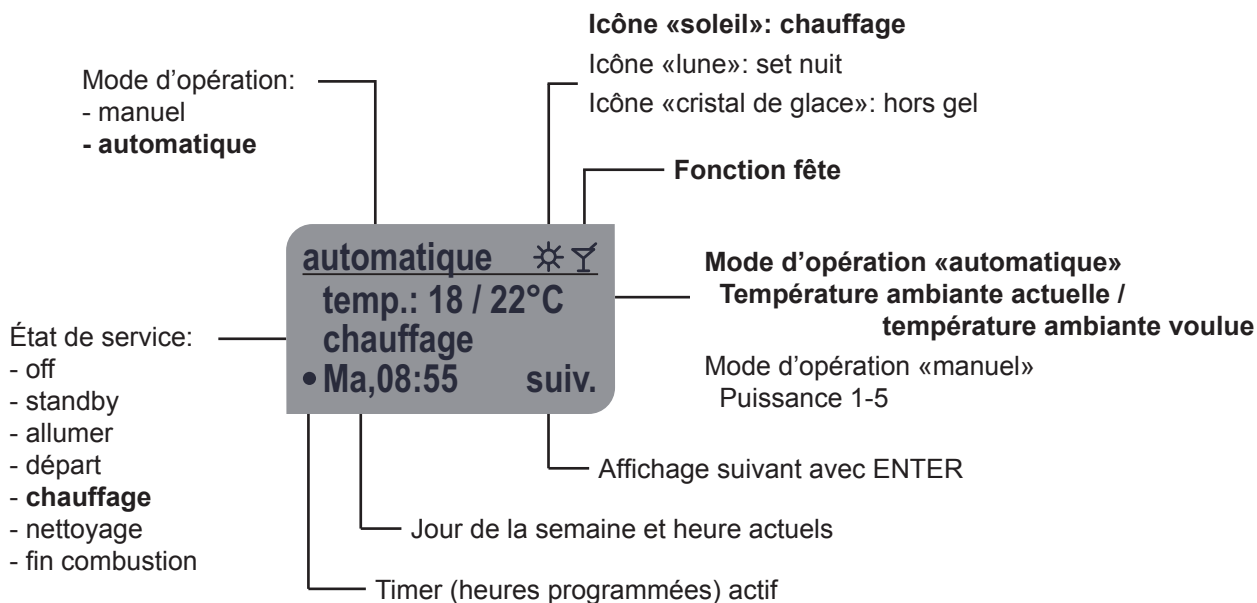 Icône «soleil»: chauffage
Icône «lune»: set nuit
Icône «cristal de glace»: hors gel
Mode d’opération:
- manuel
- automatique
Fonction fête
automatique
temp.: 18 / 22°C
chauffage
• Ma,08:55 suiv.
Mode d’opération «automatique»
Température ambiante actuelle /
température ambiante voulue
Mode d’opération «manuel»
Puissance 1-5
État de service:
- off
- standby
- allumer
- départ
- chauffage
- nettoyage
- fin combustion
Affichage suivant avec ENTER
Jour de la semaine et heure actuels
Timer (heures programmées) actif